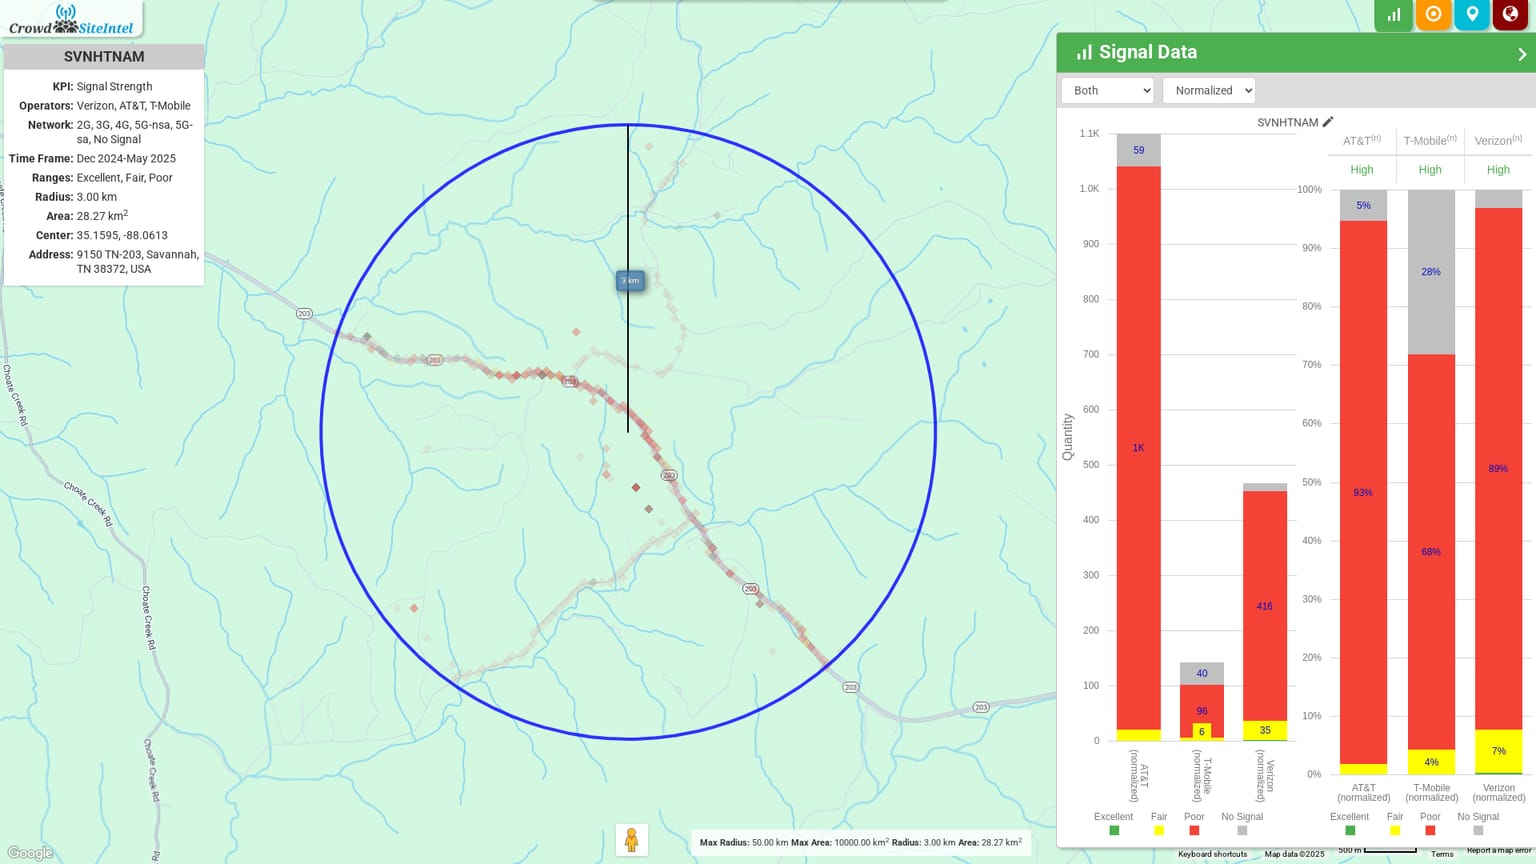 Crowd SiteIntel
SVNHTNAM
KPI: Signal Strength
Operators: Verizon, AT&T, T-Mobile
Network: 2G, 3G, 4G, 5G-nsa, 5G-
sa, No Signal
Time Frame: Dec 2024-May 2025
Ranges: Excellent, Fair, Poor
Radius: 3.00 km
Area: 28.27 km2
Center: 35.1595, -88.0613
Address: 9150 TN-203, Savannah,
TN 38372, USA
203
203
203
203
203
203
203
3 km
Choate Creek Rd
Choate Creek Rd
Choate Creek Rd
Choate Creek Rd
Google
Max Radius: 50.00 km Max Area: 10000.00 km2 Radius: 3.00 km Area: 28.27 km2
Signal Data
Both
Normalized
SVNHTNAM
Quantity
1.1K
1.0K
900
800
700
600
500
400
300
200
100
0
59
1K
40
96
6
416
35
AT&T
(normalized)
T-Mobile
(normalized)
Verizon
(normalized)
Excellent
Fair
Poor
No Signal
AT&T(n)
T-Mobile(n)
Verizon(n)
High
High
High
100%
90%
80%
70%
60%
50%
40%
30%
20%
10%
0%
5%
93%
28%
68%
4%
89%
7%
AT&T
(normalized)
T-Mobile
(normalized)
Verizon
(normalized)
Excellent
Fair
Poor
No Signal
Keyboard shortcuts
Map data ©2025
500 m
Terms
Report a map error